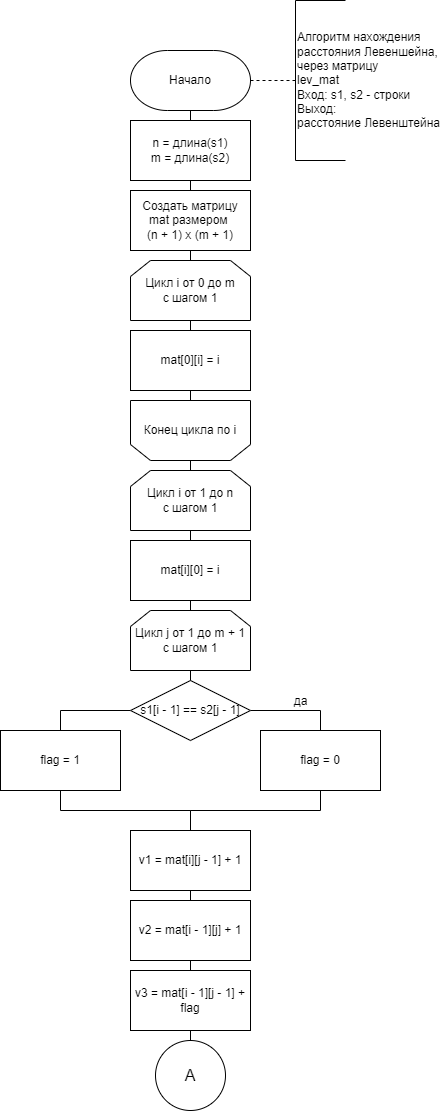 Алгоритм нахождения
расстояния Левеншейна,
через матрицу
lev_mat
Вход: s1, s2 - строки
Выход:
расстояние Левенштейна
Начало
n = длина(s1)
m = длина(s2)
Создать матрицу
mat размером
(n + 1) x (m + 1)
Цикл i от 0 до m
с шагом 1
mat[0][i] = i
Конец цикла по i
Цикл i от 1 до n
с шагом 1
mat[i][0] = i
Цикл j от 1 до m + 1
с шагом 1
s1[i - 1] == s2[j - 1]
да
flag = 1
flag = 0
v1 = mat[i][j - 1] + 1
v2 = mat[i - 1][j] + 1
v3 = mat[i - 1][j - 1] +
flag
A